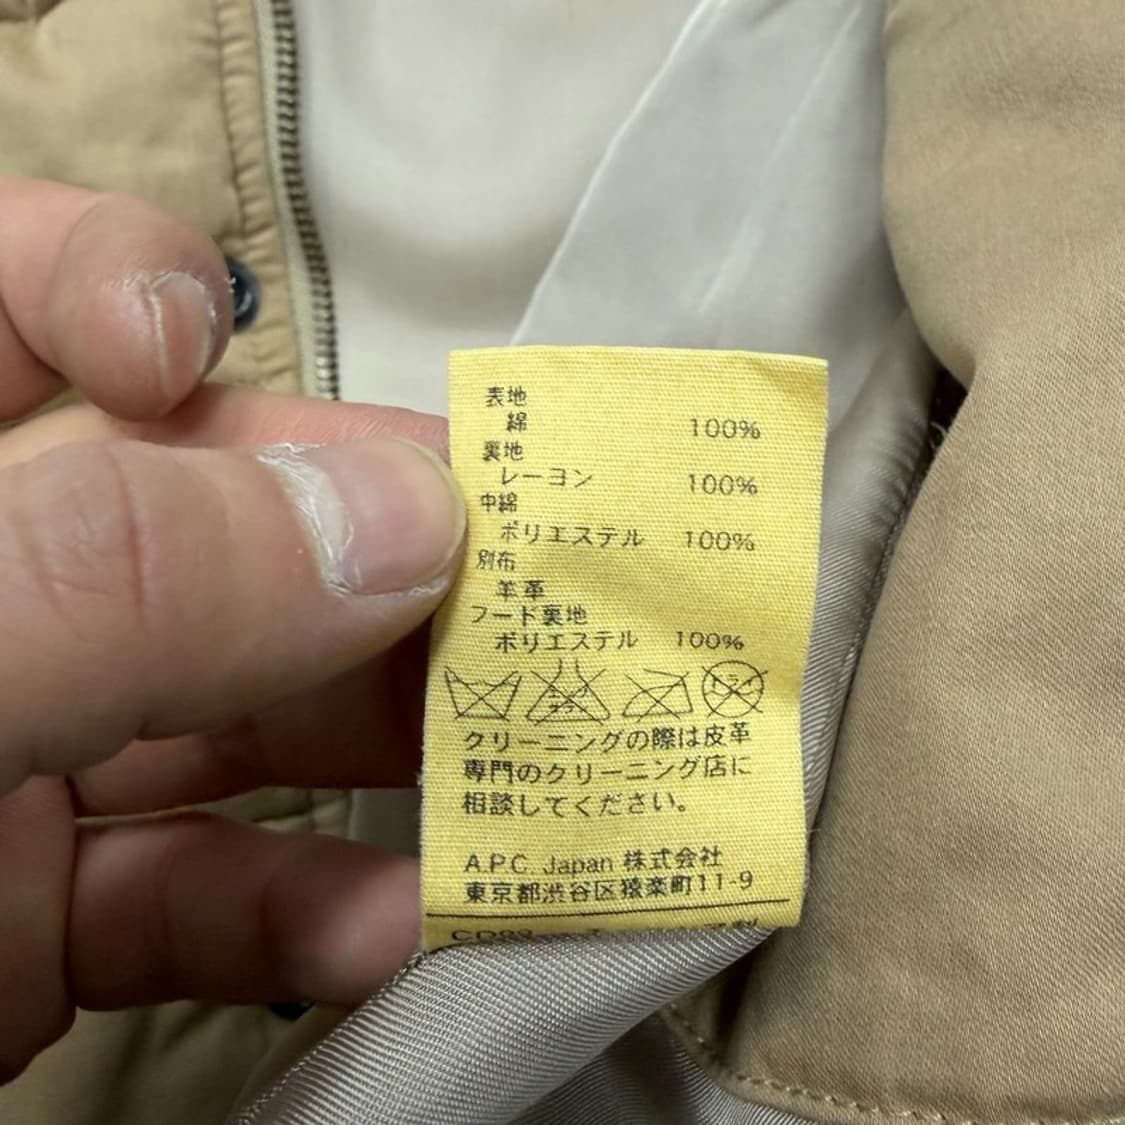 表地
綿 100%
裏地
レーヨン 100%
中綿
ポリエステル 100%
別布
羊革
フード裏地
ポリエステル 100%
クリーニングの際は皮革
専門のクリーニング店に
相談してください。
A.P.C. Japan 株式会社
東京都渋谷区猿楽町11-9